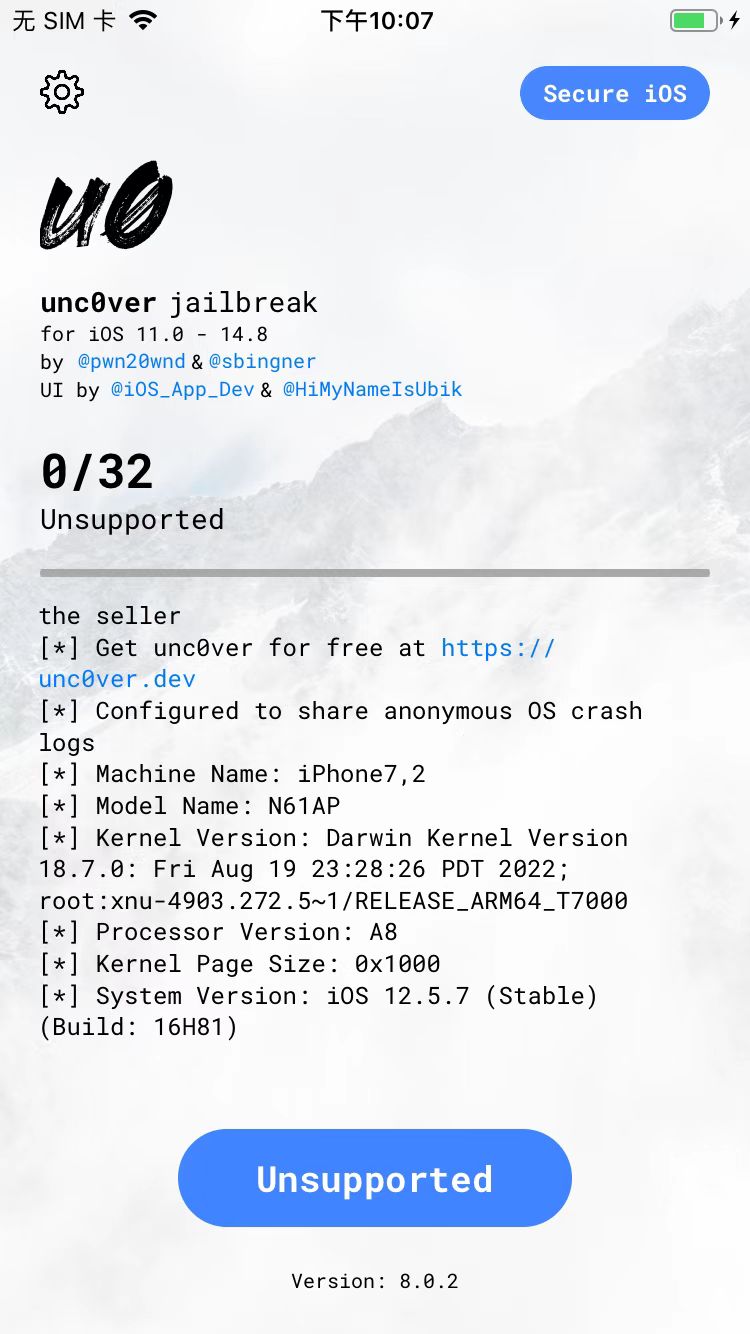 无 SIM 卡
下午10:07
Secure iOS
u0
unc0ver jailbreak
for iOS 11.0 - 14.8
by @pwn20wnd & @sbingner
UI by @iOS_App_Dev & @HiMyNameIsUbik
0/32
Unsupported
the seller
[*] Get unc0ver for free at https://
unc0ver.dev
[*] Configured to share anonymous OS crash
logs
[*] Machine Name: iPhone7,2
[*] Model Name: N61AP
[*] Kernel Version: Darwin Kernel Version
18.7.0: Fri Aug 19 23:28:26 PDT 2022;
root:xnu-4903.272.5~1/RELEASE_ARM64_T7000
[*] Processor Version: A8
[*] Kernel Page Size: 0x1000
[*] System Version: iOS 12.5.7 (Stable)
(Build: 16H81)
Unsupported
Version: 8.0.2